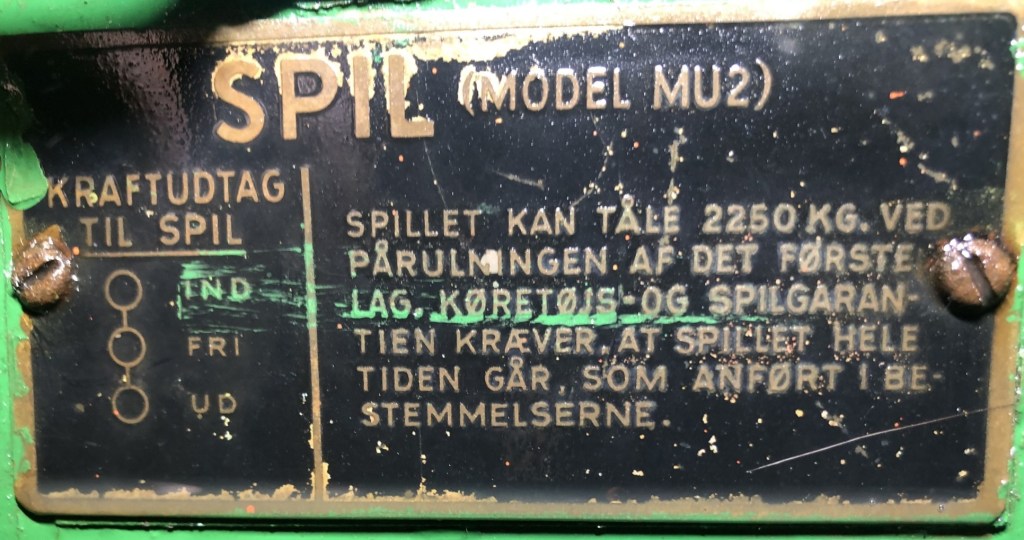 SPIL (MODEL MU2)
KRAFTUDTAG
TIL SPIL
IND
FRI
UD
SPILLET KAN TÅLE 2250 KG. VED
PÅRULNINGEN AF DET FØRSTE
LAG. KØRETØJS-OG SPILGARAN-
TIEN KRÆVER, AT SPILLET HELE
TIDEN GÅR, SOM ANFØRT I BE-
STEMMELSERNE.